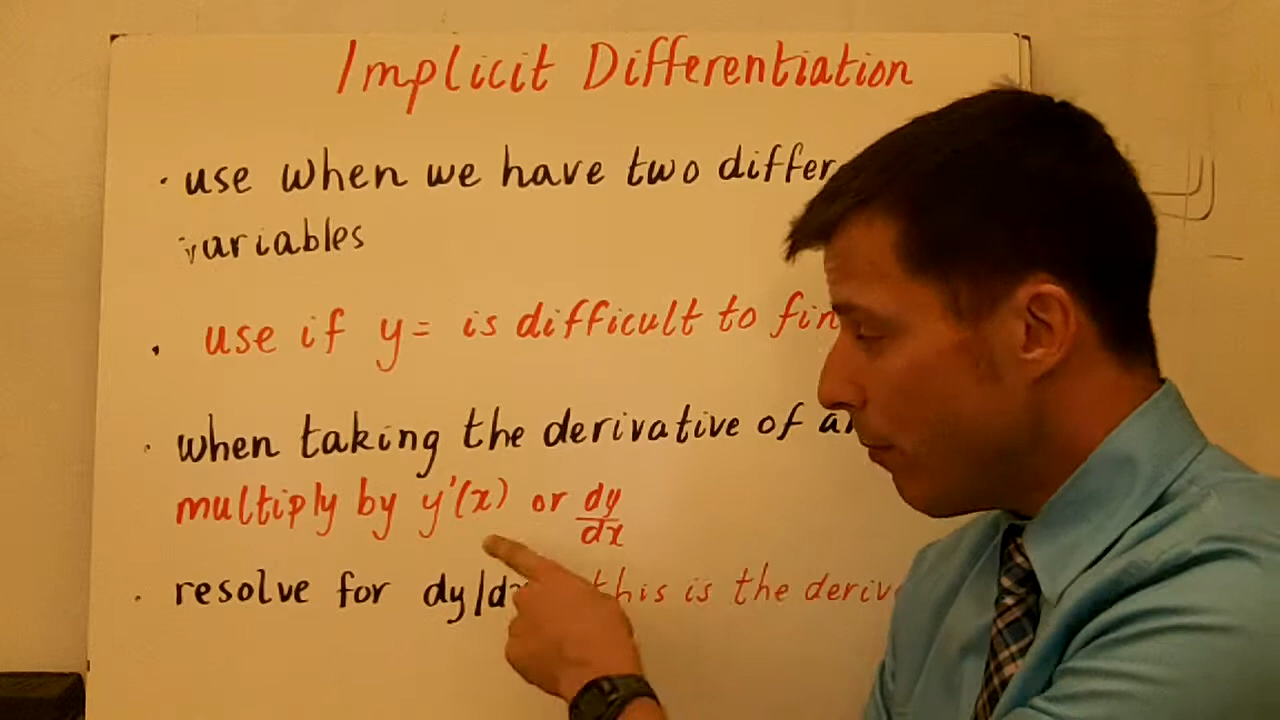 Implicit Differentiation
· use when we have two differ
variables
. use if y= is difficult to fin
· when taking the derivative of a
multiply by y'(x) or dy/dx
· resolve for dy/d this is the deriv